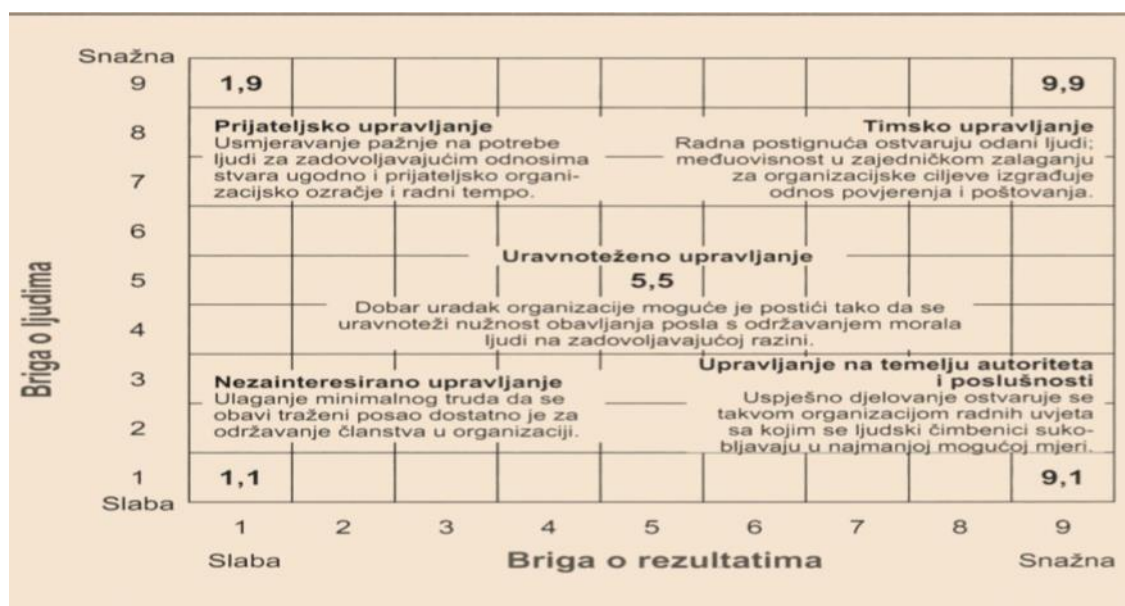 Snažna
9
8
7
6
5
4
3
2
1
Slaba
Briga o ljudima
1,9
9,9
Prijateljsko upravljanje
Usmjeravanje pažnje na potrebe
ljudi za zadovoljavajućim odnosima
stvara ugodno i prijateljsko organi-
zacijsko ozračje i radni tempo.
Timsko upravljanje
Radna postignuća ostvaruju odani ljudi;
međuovisnost u zajedničkom zalaganju
za organizacijske ciljeve izgrađuje
odnos povjerenja i poštovanja.
Uravnoteženo upravljanje
5,5
Dobar uradak organizacije moguće je postići tako da se
uravnoteži nužnost obavljanja posla s održavanjem morala
ljudi na zadovoljavajućoj razini.
Nezainteresirano upravljanje
Ulaganje minimalnog truda da se
obavi traženi posao dostatno je za
održavanje članstva u organizaciji.
Upravljanje na temelju autoriteta
i poslušnosti
Uspješno djelovanje ostvaruje se
takvom organizacijom radnih uvjeta
sa kojim se ljudski čimbenici suko-
bljavaju u najmanjoj mogućoj mjeri.
1,1
9,1
1 2 3 4 5 6 7 8 9
Slaba
Briga o rezultatima
Snažna